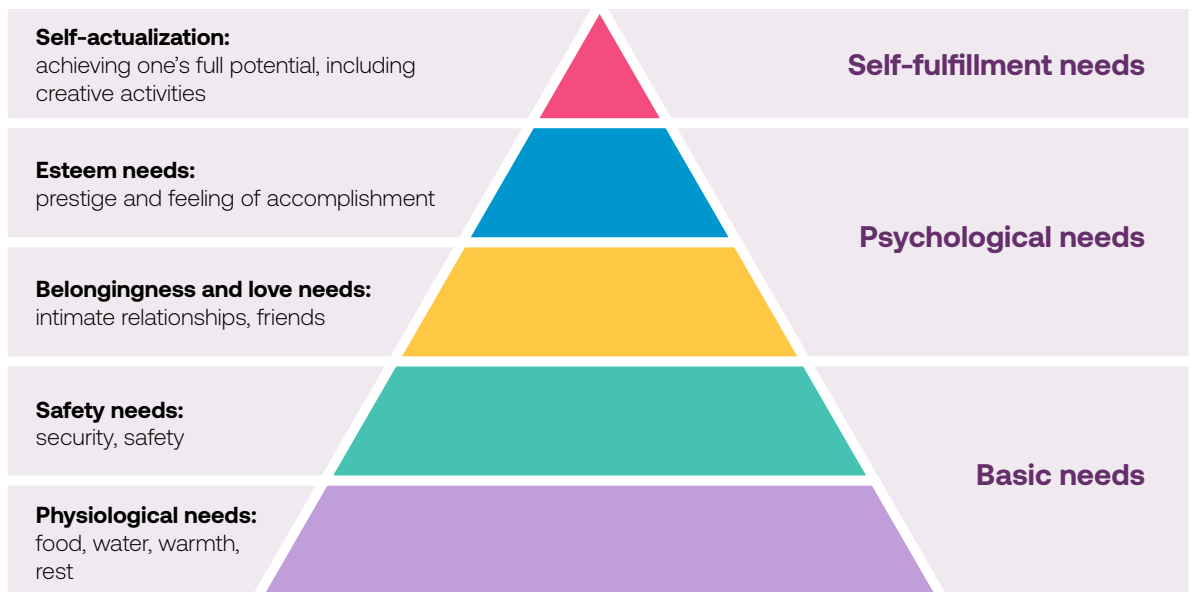 Self-actualization:
achieving one’s full potential, including
creative activities
Self-fulfillment needs
Esteem needs:
prestige and feeling of accomplishment
Psychological needs
Belongingness and love needs:
intimate relationships, friends
Safety needs:
security, safety
Basic needs
Physiological needs:
food, water, warmth,
rest